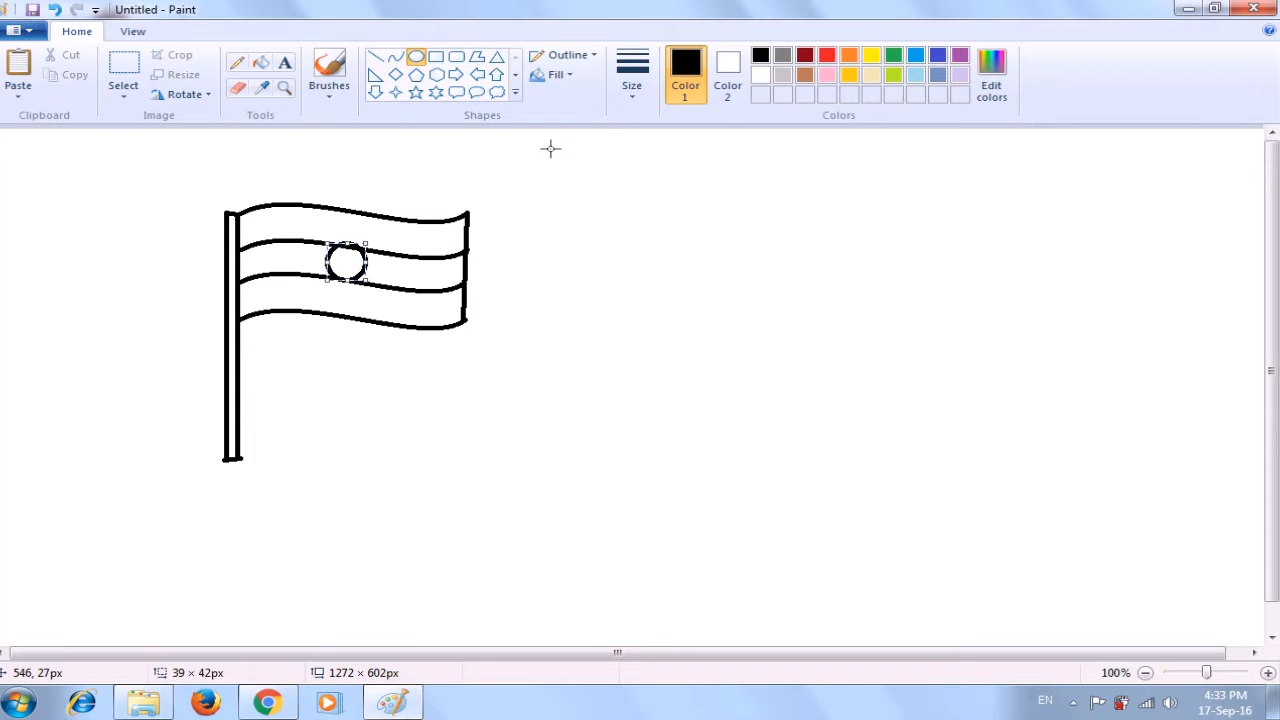 Untitled - Paint
Home View
Cut
Copy
Paste
Clipboard
Select
Crop
Resize
Rotate
Image
A
Tools
Brushes
Shapes
Outline
Fill
Size
Color 1
Color 2
Edit colors
Colors
546, 27px 39 × 42px 1272 × 602px 100%
EN
4:33 PM
17-Sep-16